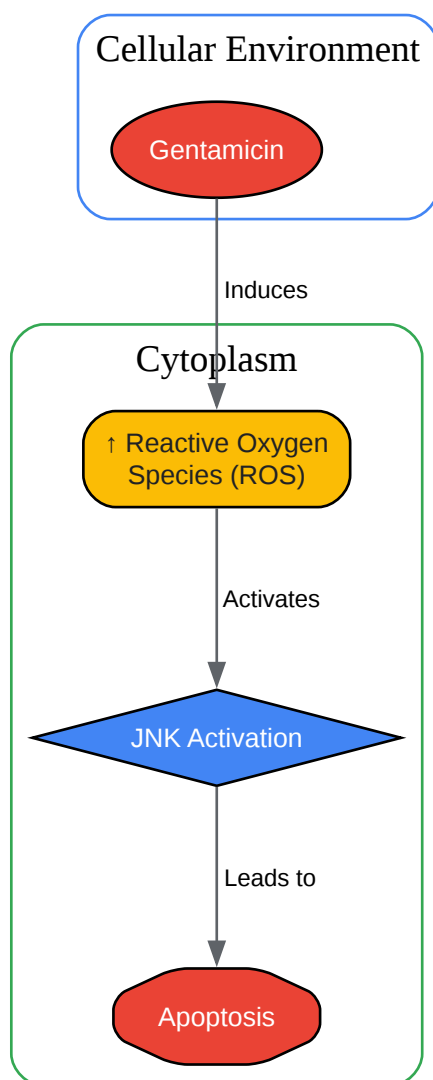 Cellular Environment
Gentamicin
Induces
Cytoplasm
↑ Reactive Oxygen
Species (ROS)
Activates
JNK Activation
Leads to
Apoptosis